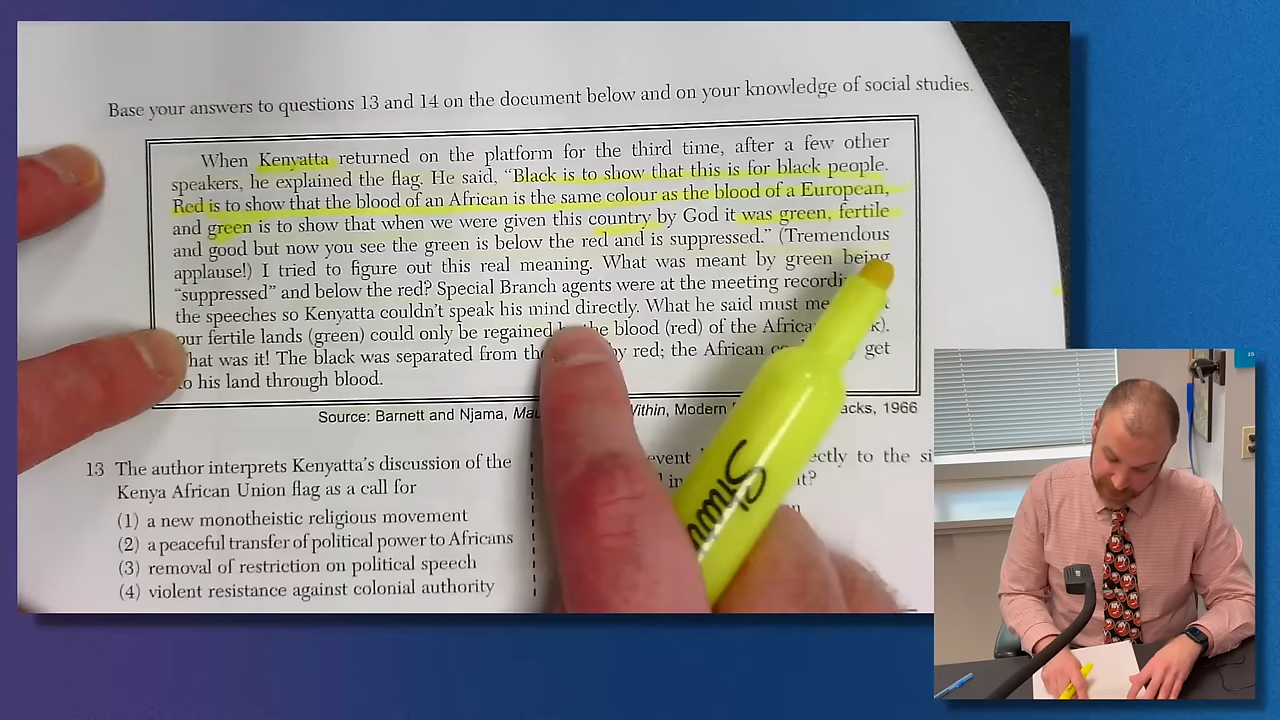 Base your answers to questions 13 and 14 on the document below and on your knowledge of social studies.
When Kenyatta returned on the platform for the third time, after a few other
speakers, he explained the flag. He said, “Black is to show that this is for black people.
Red is to show that the blood of an African is the same colour as the blood of a European,
and green is to show that when we were given this country by God it was green, fertile
and good but now you see the green is below the red and is suppressed.” (Tremendous
applause!) I tried to figure out this real meaning. What was meant by green being
“suppressed” and below the red? Special Branch agents were at the meeting
the speeches so Kenyatta couldn’t speak his mind directly. What he said must
our fertile lands (green) could only be regained blood (red) of the
hat was it! The black was separated from by red; the African get
o his land through blood.
Source: Barnett and Njama, Modern 1966
13 The author interprets Kenyatta’s discussion of the
Kenya African Union flag as a call for
(1) a new monotheistic religious movement
(2) a peaceful transfer of political power to Africans
(3) removal of restriction on political speech
(4) violent resistance against colonial authority